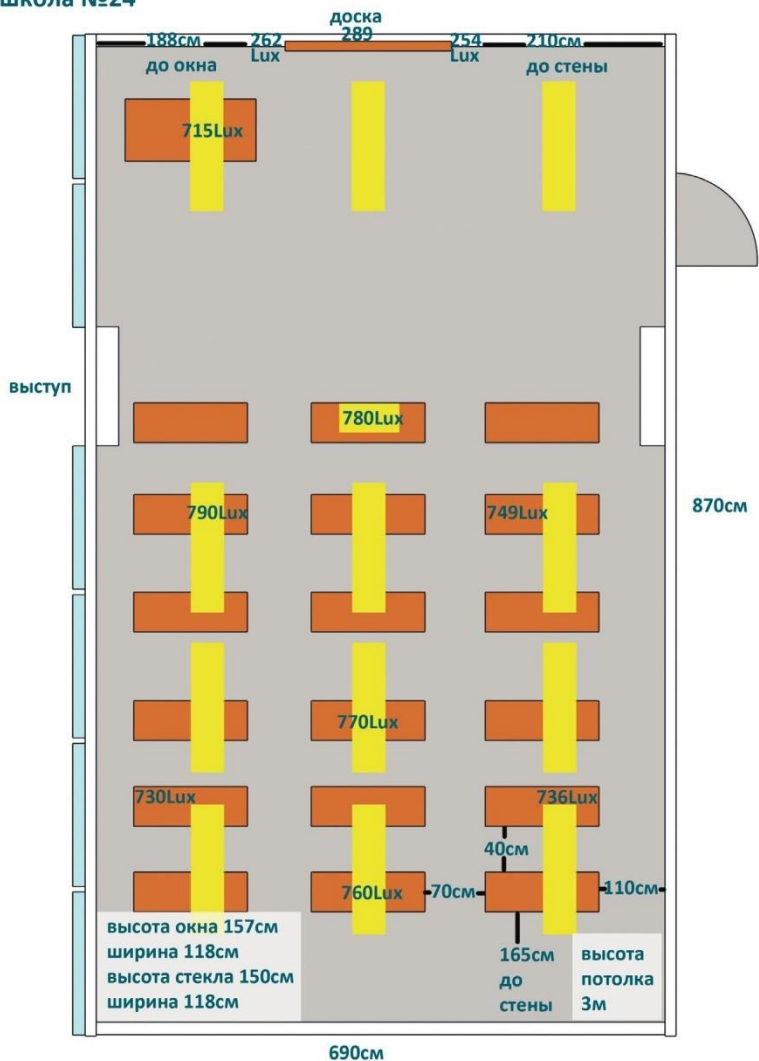 школа №24
доска
188см
262
289
254
210см
Lux
Lux
до окна
до стены
715Lux
выступ
780Lux
790Lux
749Lux
870см
770Lux
730Lux
736Lux
40см
760Lux
70см
110см
высота окна 157см
ширина 118см
высота стекла 150см
ширина 118см
165см
до
стены
высота
потолка
3м
690см